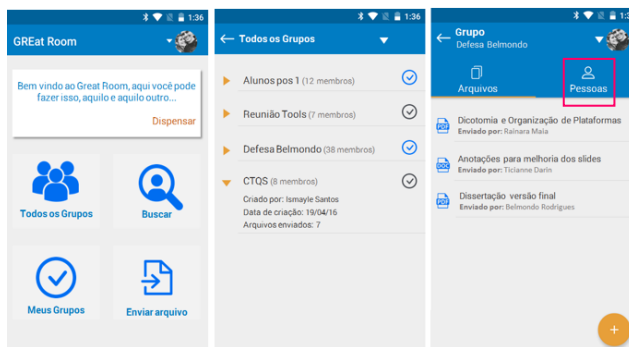 1:36
GREat Room
Bem vindo ao Great Room, aqui você pode
fazer isso, aquilo e aquilo outro...
Dispensar
Todos os Grupos
Buscar
Meus Grupos
Enviar arquivo
1:36
Todos os Grupos
Alunos pos 1 (12 membros)
Reunião Tools (7 membros)
Defesa Belmondo (38 membros)
CTQS (8 membros)
Criado por: Ismayle Santos
Data de criação: 19/04/16
Arquivos enviados: 7
1:3
Grupo
Defesa Belmondo
Arquivos
Pessoas
PDF
Dicotomia e Organização de Plataformas
Enviado por: Rainara Maia
DOC
Anotações para melhoria dos slides
Enviado por: Ticianne Darin
PDF
Dissertação versão final
Enviado por: Belmondo Rodrigues
+